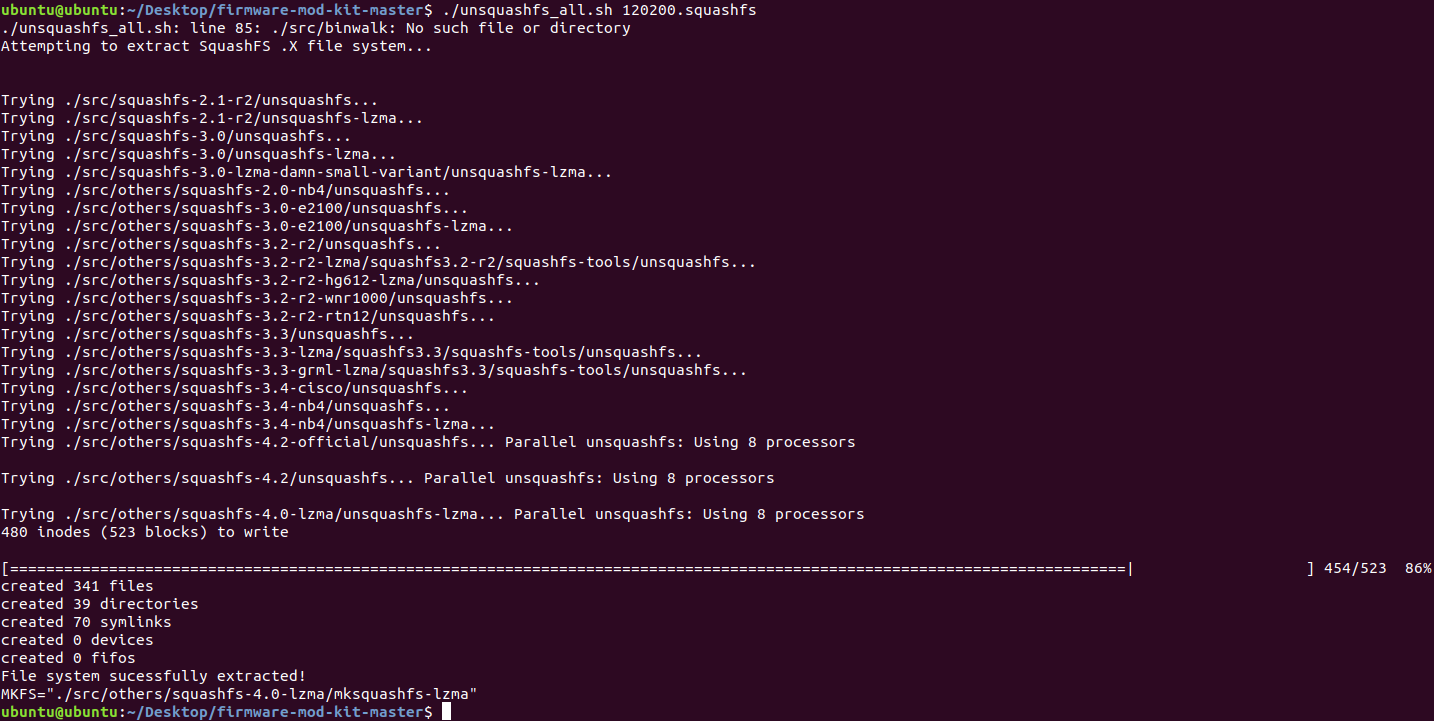 ubuntu@ubuntu:~/Desktop/firmware-mod-kit-master$ ./unsquashfs_all.sh 120200.squashfs
./unsquashfs_all.sh: line 85: ./src/binwalk: No such file or directory
Attempting to extract SquashFS .X file system...
Trying ./src/squashfs-2.1-r2/unsquashfs...
Trying ./src/squashfs-2.1-r2/unsquashfs-lzma...
Trying ./src/squashfs-3.0/unsquashfs...
Trying ./src/squashfs-3.0/unsquashfs-lzma...
Trying ./src/squashfs-3.0-lzma-damn-small-variant/unsquashfs-lzma...
Trying ./src/others/squashfs-2.0-nb4/unsquashfs...
Trying ./src/others/squashfs-3.0-e2100/unsquashfs...
Trying ./src/others/squashfs-3.0-e2100/unsquashfs-lzma...
Trying ./src/others/squashfs-3.2-r2/unsquashfs...
Trying ./src/others/squashfs-3.2-r2-lzma/squashfs3.2-r2/squashfs-tools/unsquashfs...
Trying ./src/others/squashfs-3.2-r2-hg612-lzma/unsquashfs...
Trying ./src/others/squashfs-3.2-r2-wnr1000/unsquashfs...
Trying ./src/others/squashfs-3.2-r2-rtn12/unsquashfs...
Trying ./src/others/squashfs-3.3/unsquashfs...
Trying ./src/others/squashfs-3.3-lzma/squashfs3.3/squashfs-tools/unsquashfs...
Trying ./src/others/squashfs-3.3-grml-lzma/squashfs3.3/squashfs-tools/unsquashfs...
Trying ./src/others/squashfs-3.4-cisco/unsquashfs...
Trying ./src/others/squashfs-3.4-nb4/unsquashfs...
Trying ./src/others/squashfs-3.4-nb4/unsquashfs-lzma...
Trying ./src/others/squashfs-4.2-official/unsquashfs... Parallel unsquashfs: Using 8 processors
Trying ./src/others/squashfs-4.2/unsquashfs... Parallel unsquashfs: Using 8 processors
Trying ./src/others/squashfs-4.0-lzma/unsquashfs-lzma... Parallel unsquashfs: Using 8 processors
480 inodes (523 blocks) to write
[============================================================================================================================|                   ] 454/523  86%
created 341 files
created 39 directories
created 70 symlinks
created 0 devices
created 0 fifos
File system sucessfully extracted!
MKFS="./src/others/squashfs-4.0-lzma/mksquashfs-lzma"
ubuntu@ubuntu:~/Desktop/firmware-mod-kit-master$